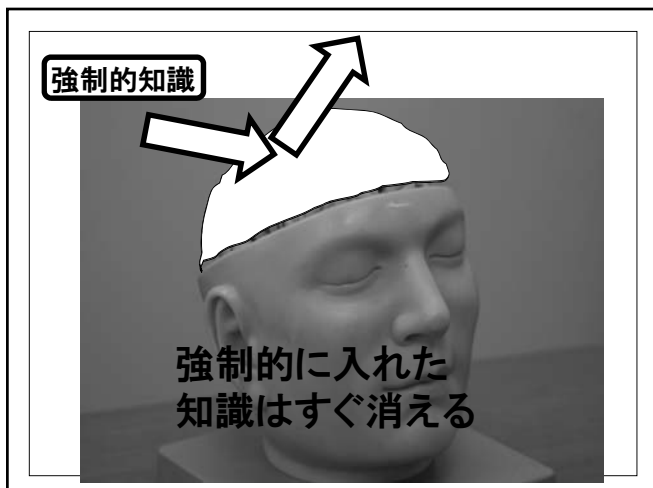 強制的知識
強制的に入れた
知識はすぐ消える